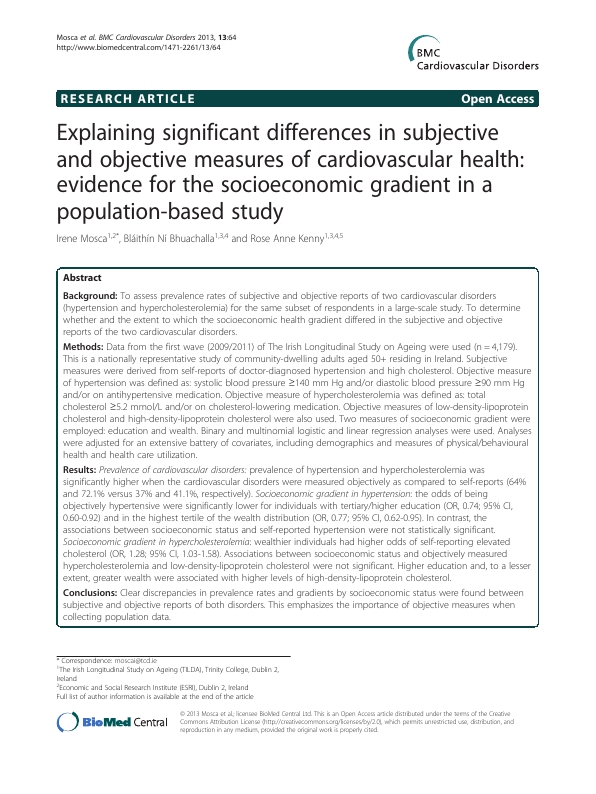 Mosca et al. BMC Cardiovascular Disorders 2013, 13:64
http://www.biomedcentral.com/1471-2261/13/64
BMC
Cardiovascular Disorders
RESEARCH ARTICLE
Open Access
Explaining significant differences in subjective
and objective measures of cardiovascular health:
evidence for the socioeconomic gradient in a
population-based study
Irene Mosca1,2*, Bláithín Ní Bhuachalla1,3,4 and Rose Anne Kenny1,3,4,5
Abstract
Background: To assess prevalence rates of subjective and objective reports of two cardiovascular disorders
(hypertension and hypercholesterolemia) for the same subset of respondents in a large-scale study. To determine
whether and the extent to which the socioeconomic health gradient differed in the subjective and objective
reports of the two cardiovascular disorders.
Methods: Data from the first wave (2009/2011) of The Irish Longitudinal Study on Ageing were used (n = 4,179).
This is a nationally representative study of community-dwelling adults aged 50+ residing in Ireland. Subjective
measures were derived from self-reports of doctor-diagnosed hypertension and high cholesterol. Objective measure
of hypertension was defined as: systolic blood pressure ≥140 mm Hg and/or diastolic blood pressure ≥90 mm Hg
and/or on antihypertensive medication. Objective measure of hypercholesterolemia was defined as: total
cholesterol ≥5.2 mmol/L and/or on cholesterol-lowering medication. Objective measures of low-density-lipoprotein
cholesterol and high-density-lipoprotein cholesterol were also used. Two measures of socioeconomic gradient were
employed: education and wealth. Binary and multinomial logistic and linear regression analyses were used. Analyses
were adjusted for an extensive battery of covariates, including demographics and measures of physical/behavioural
health and health care utilization.
Results: Prevalence of cardiovascular disorders: prevalence of hypertension and hypercholesterolemia was
significantly higher when the cardiovascular disorders were measured objectively as compared to self-reports (64%
and 72.1% versus 37% and 41.1%, respectively). Socioeconomic gradient in hypertension: the odds of being
objectively hypertensive were significantly lower for individuals with tertiary/higher education (OR, 0.74; 95% CI,
0.60-0.92) and in the highest tertile of the wealth distribution (OR, 0.77; 95% CI, 0.62-0.95). In contrast, the
associations between socioeconomic status and self-reported hypertension were not statistically significant.
Socioeconomic gradient in hypercholesterolemia: wealthier individuals had higher odds of self-reporting elevated
cholesterol (OR, 1.28; 95% CI, 1.03-1.58). Associations between socioeconomic status and objectively measured
hypercholesterolemia and low-density-lipoprotein cholesterol were not significant. Higher education and, to a lesser
extent, greater wealth were associated with higher levels of high-density-lipoprotein cholesterol.
Conclusions: Clear discrepancies in prevalence rates and gradients by socioeconomic status were found between
subjective and objective reports of both disorders. This emphasizes the importance of objective measures when
collecting population data.
* Correspondence: moscai@tcd.ie
1The Irish Longitudinal Study on Ageing (TILDA), Trinity College, Dublin 2,
Ireland
2Economic and Social Research Institute (ESRI), Dublin 2, Ireland
Full list of author information is available at the end of the article
BioMed Central
© 2013 Mosca et al.; licensee BioMed Central Ltd. This is an Open Access article distributed under the terms of the Creative
Commons Attribution License (http://creativecommons.org/licenses/by/2.0), which permits unrestricted use, distribution, and
reproduction in any medium, provided the original work is properly cited.